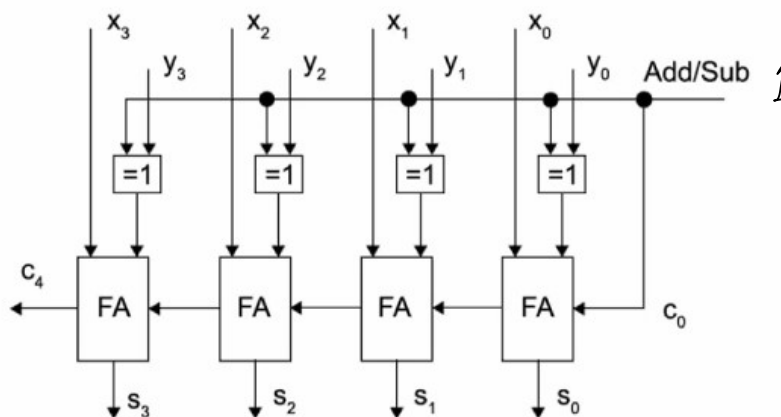 x₃ x₂ x₁ x₀
y₃ y₂ y₁ y₀ Add/Sub
=1 =1 =1 =1
c₄ FA FA FA FA c₀
s₃ s₂ s₁ s₀